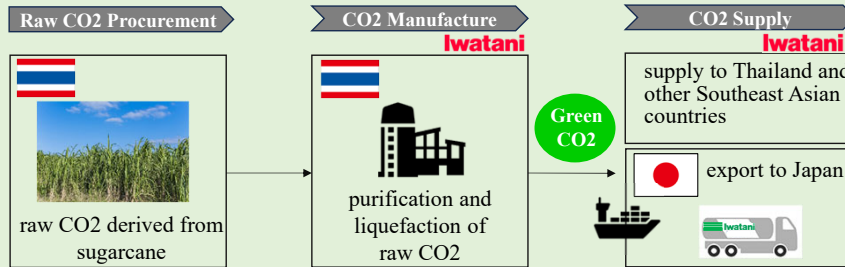 Raw CO2 Procurement
CO2 Manufacture
CO2 Supply
Iwatani
Iwatani
raw CO2 derived from
sugarcane
purification and
liquefaction of
raw CO2
Green
CO2
supply to Thailand and
other Southeast Asian
countries
export to Japan
Iwatani